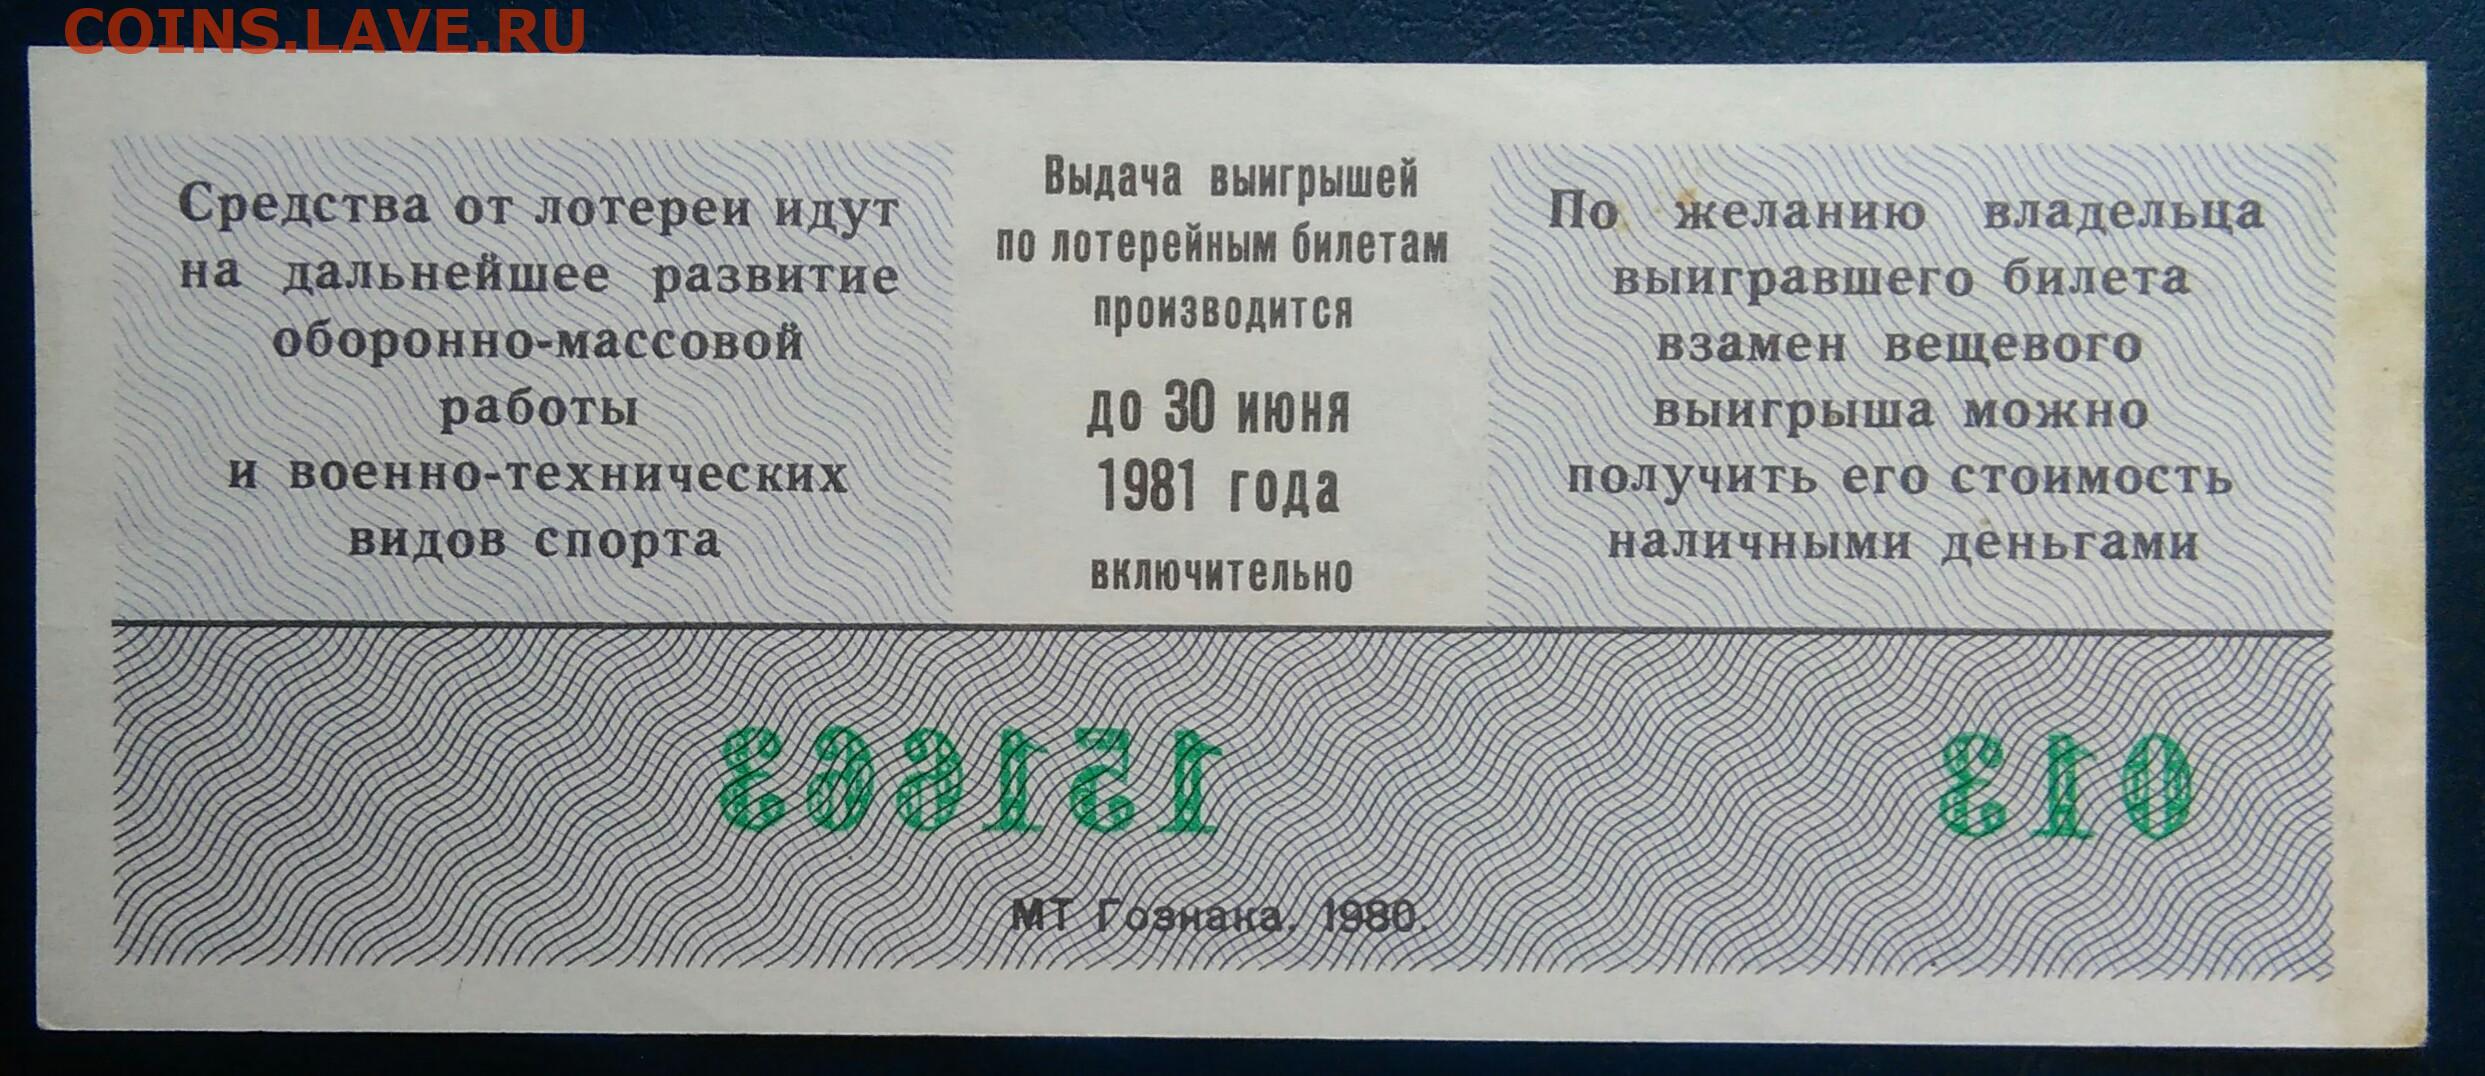 COINS.LAVE.RU
Средства от лотереи идут
на дальнейшее развитие
оборонно-массовой
работы
и военно-технических
видов спорта
Выдача выигрышей
по лотерейным билетам
производится
до 30 июня
1981 года
включительно
По желанию владельца
выигравшего билета
взамен вещевого
выигрыша можно
получить его стоимость
наличными деньгами
151663
013
МТ Гознака. 1980.